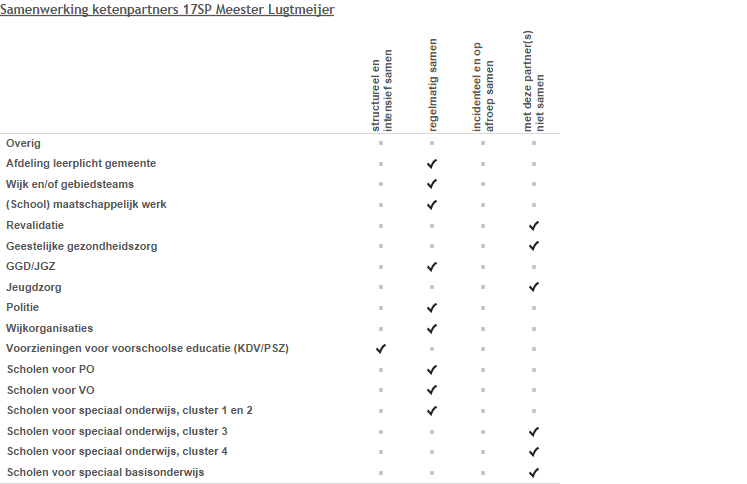 Samenwerking ketenpartners 17SP Meester Lugtmeijer
structureel en
intensief samen
regelmatig samen
incidenteel en op
afroep samen
met deze partner(s)
niet samen
Overig
Afdeling leerplicht gemeente
Wijk en/of gebiedsteams
(School) maatschappelijk werk
Revalidatie
Geestelijke gezondheidszorg
GGD/JGZ
Jeugdzorg
Politie
Wijkorganisaties
Voorzieningen voor voorschoolse educatie (KDV/PSZ)
Scholen voor PO
Scholen voor VO
Scholen voor speciaal onderwijs, cluster 1 en 2
Scholen voor speciaal onderwijs, cluster 3
Scholen voor speciaal onderwijs, cluster 4
Scholen voor speciaal basisonderwijs